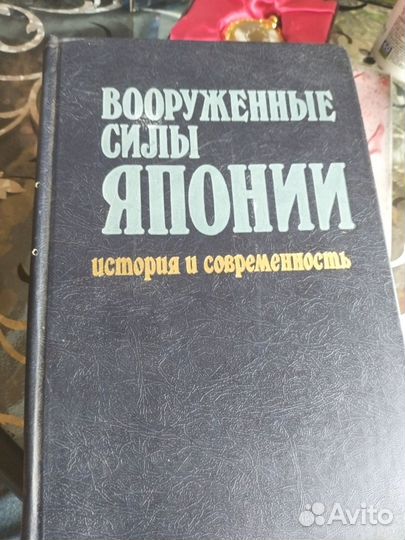 ВООРУЖЕННЫЕ
СИЛЫ
ЯПОНИИ
история и современность
Avito